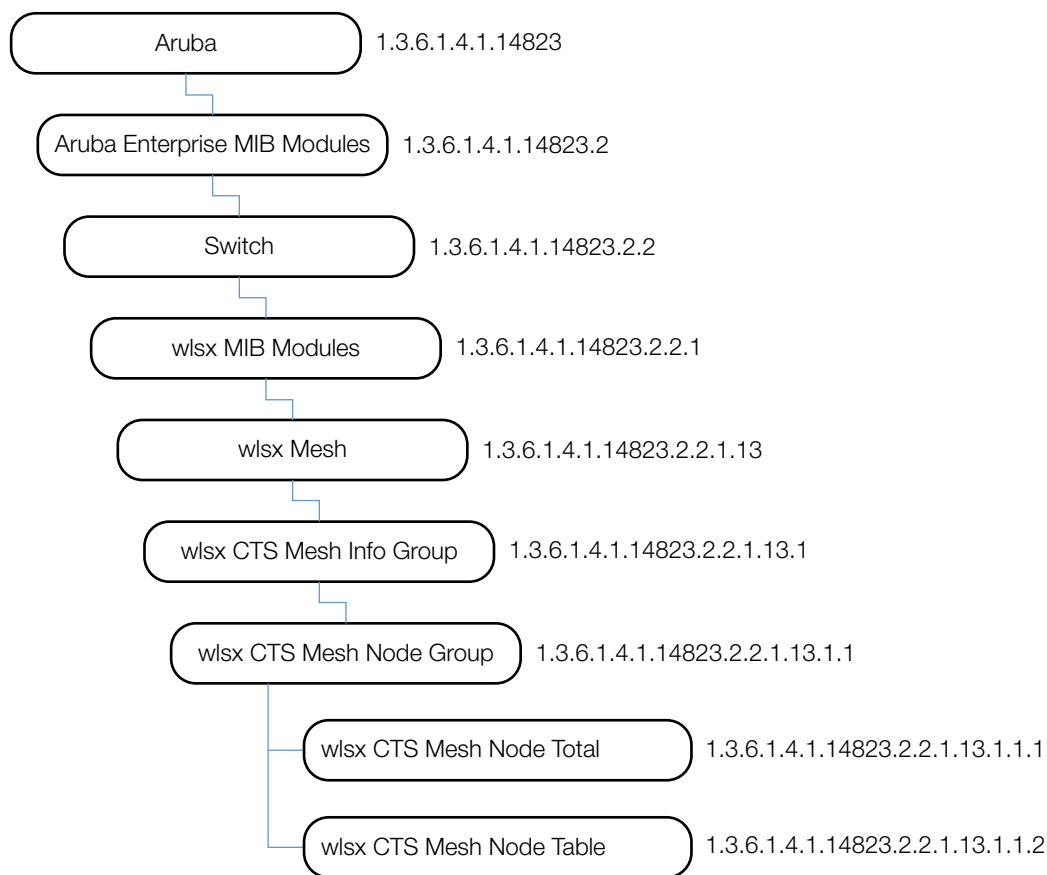 Aruba 1.3.6.1.4.1.14823
Aruba Enterprise MIB Modules 1.3.6.1.4.1.14823.2
Switch 1.3.6.1.4.1.14823.2.2
wlsx MIB Modules 1.3.6.1.4.1.14823.2.2.1
wlsx Mesh 1.3.6.1.4.1.14823.2.2.1.13
wlsx CTS Mesh Info Group 1.3.6.1.4.1.14823.2.2.1.13.1
wlsx CTS Mesh Node Group 1.3.6.1.4.1.14823.2.2.1.13.1.1
wlsx CTS Mesh Node Total 1.3.6.1.4.1.14823.2.2.1.13.1.1.1
wlsx CTS Mesh Node Table 1.3.6.1.4.1.14823.2.2.1.13.1.1.2